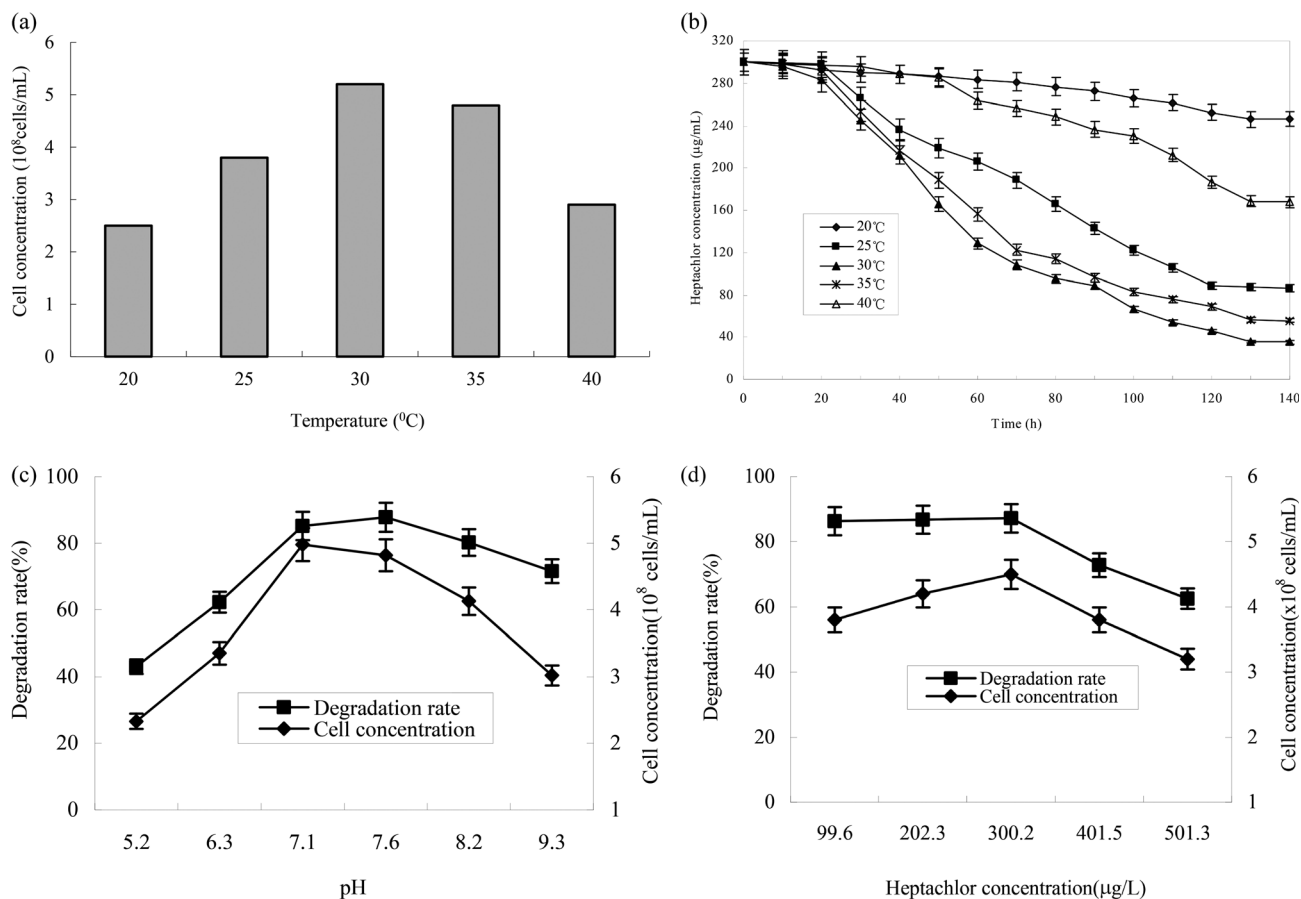 (a)
6
5
4
3
2
1
0
Cell concentration (10⁸cells/mL)
20 25 30 35 40
Temperature (⁰C)
(b)
320
280
240
200
160
120
80
40
0
Heptachlor concentration (μg/mL)
20℃
25℃
30℃
35℃
40℃
0 20 40 60 80 100 120 140
Time (h)
(c)
100
80
60
40
20
0
Degradation rate(%)
6
5
4
3
2
1
Cell concentration(10⁸ cells/mL)
Degradation rate
Cell concentration
5.2 6.3 7.1 7.6 8.2 9.3
pH
(d)
100
80
60
40
20
0
Degradation rate(%)
6
5
4
3
2
1
Cell concentration(x10⁸ cells/mL)
Degradation rate
Cell concentration
99.6 202.3 300.2 401.5 501.3
Heptachlor concentration(μg/L)